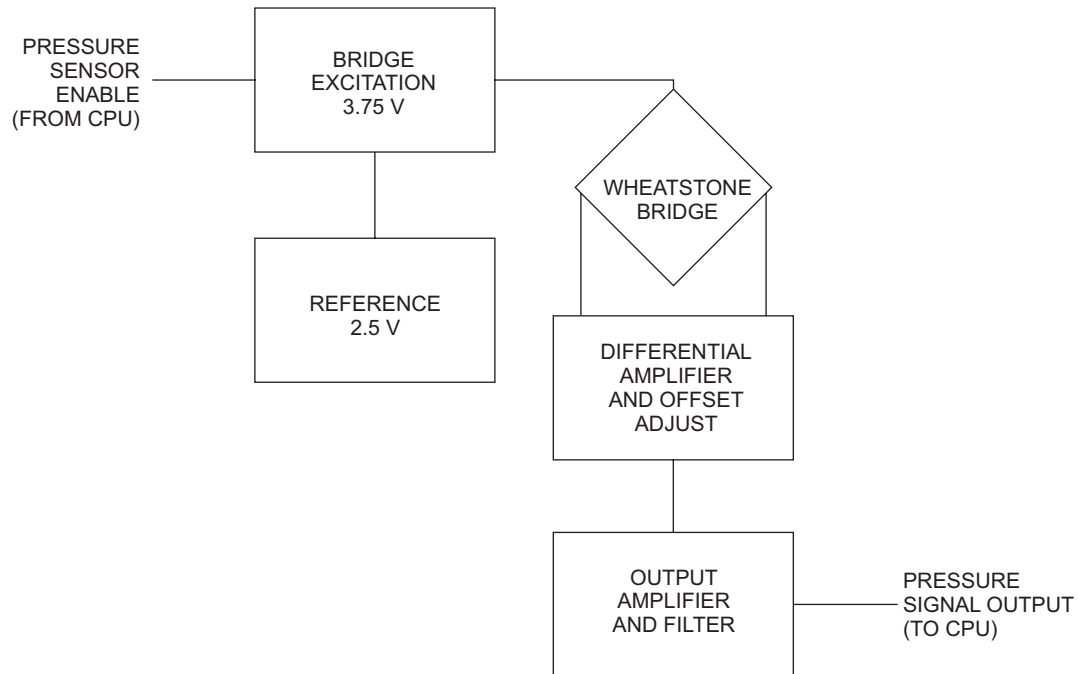 PRESSURE
SENSOR
ENABLE
(FROM CPU)
BRIDGE
EXCITATION
3.75 V
WHEATSTONE
BRIDGE
REFERENCE
2.5 V
DIFFERENTIAL
AMPLIFIER
AND OFFSET
ADJUST
OUTPUT
AMPLIFIER
AND FILTER
PRESSURE
SIGNAL OUTPUT
(TO CPU)